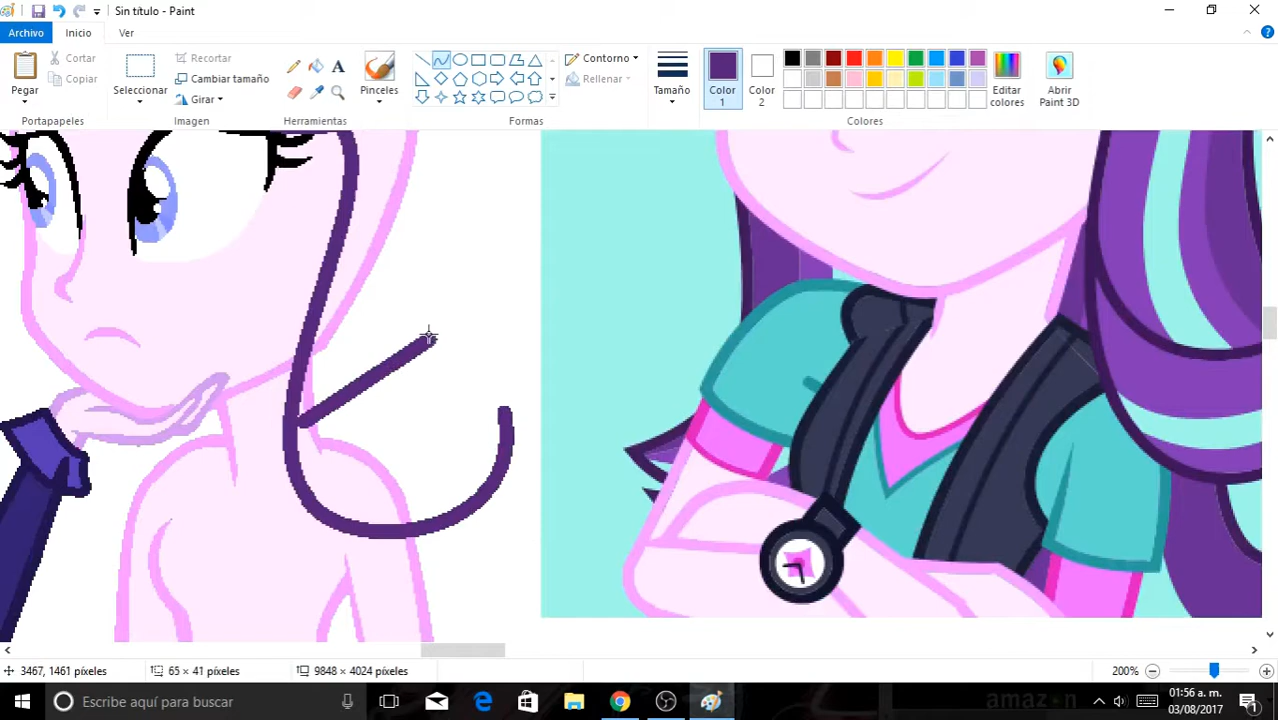 Sin título - Paint
Archivo Inicio Ver
Pegar
Cortar
Copiar
Portapapeles
Seleccionar
Recortar
Cambiar tamaño
Girar
Imagen
A
Herramientas
Pinceles
Contorno
Rellenar
Formas
Tamaño
Color 1
Color 2
Editar colores
Abrir Paint 3D
Colores
3467, 1461 píxeles 65 × 41 píxeles 9848 × 4024 píxeles 200%
Escribe aquí para buscar
amazon
01:56 a. m.
03/08/2017
1